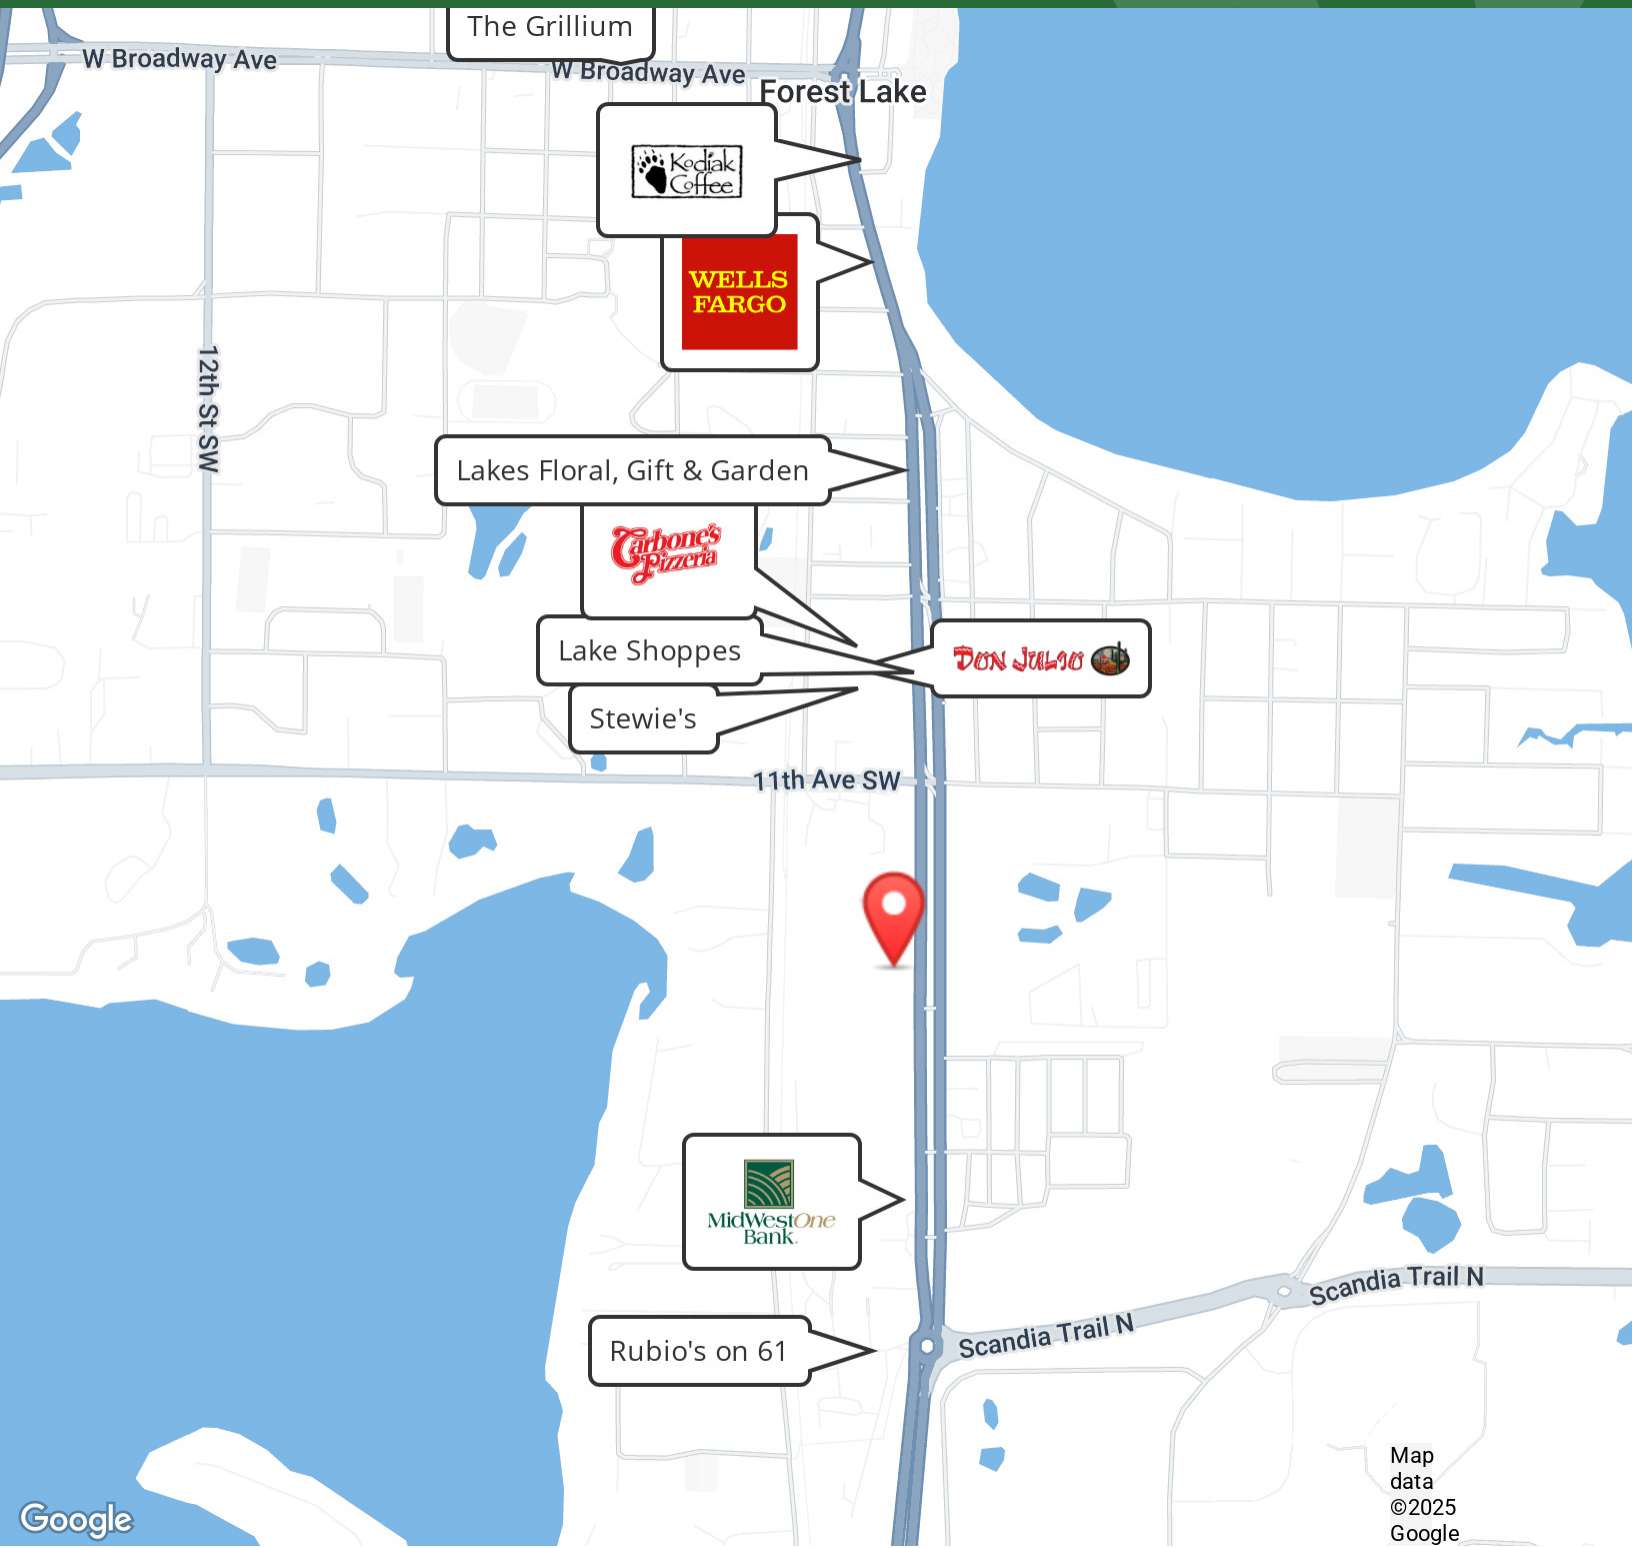 The Grillium
W Broadway Ave
W Broadway Ave
Forest Lake
Kodiak
Coffee
WELLS
FARGO
12th St SW
Lakes Floral, Gift & Garden
Carbone's
Pizzeria
Lake Shoppes
DON JULIO
Stewie's
11th Ave SW
MidWestOne
Bank.
Scandia Trail N
Scandia Trail N
Rubio's on 61
Map
data
©2025
Google
Google